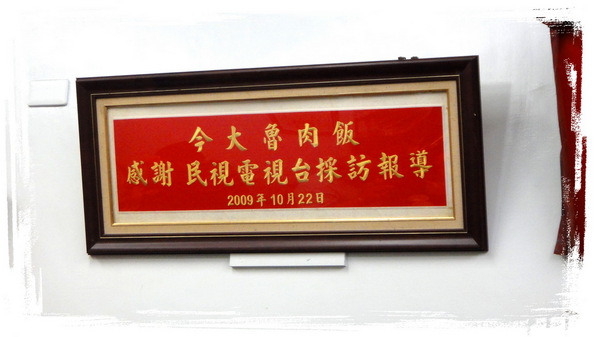 今大魯肉飯
感謝 民視電視台採訪報導
2009年10月22日